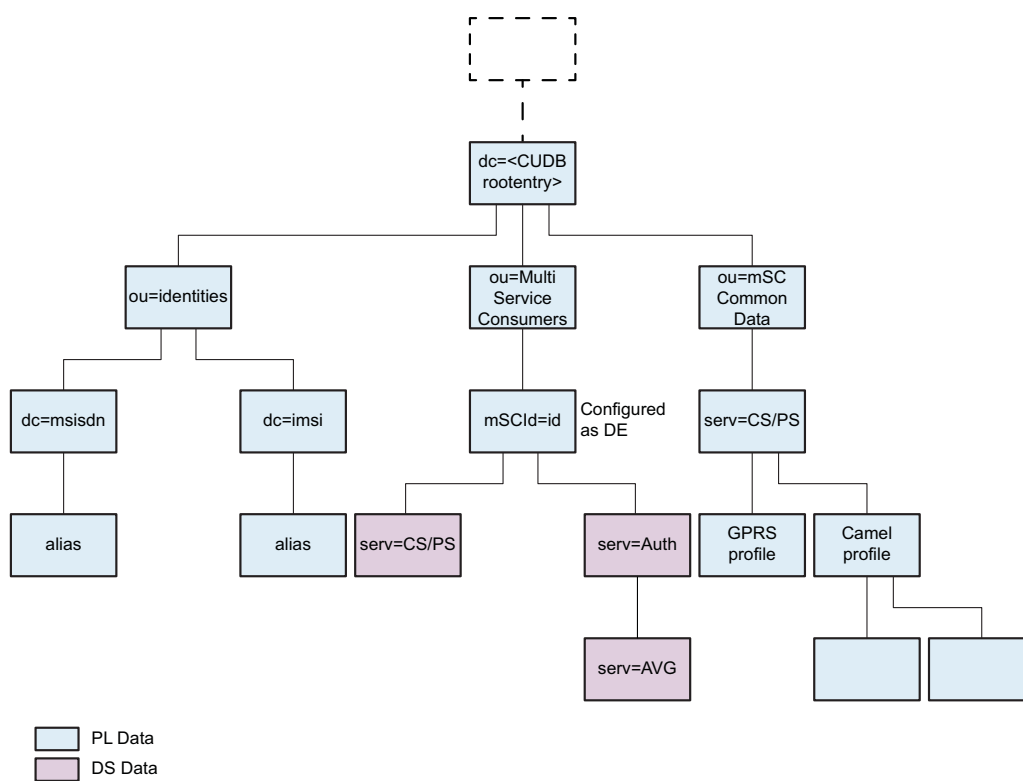 dc=<CUDB
rootentry>
ou=identities
ou=Multi
Service
Consumers
ou=mSC
Common
Data
dc=msisdn
dc=imsi
mSCId=id
Configured
as DE
serv=CS/PS
alias
alias
serv=CS/PS
serv=Auth
GPRS
profile
Camel
profile
serv=AVG
PL Data
DS Data